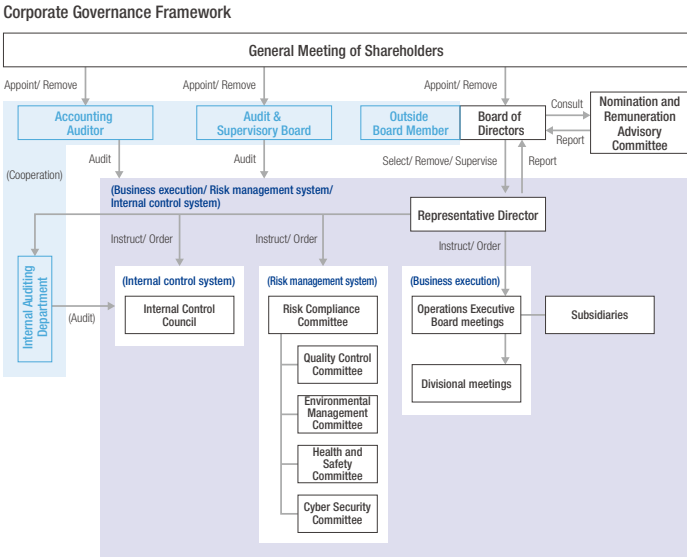 Corporate Governance Framework
General Meeting of Shareholders
Appoint/ Remove
Appoint/ Remove
Appoint/ Remove
Accounting
Auditor
Audit &
Supervisory Board
Outside
Board Member
Board of
Directors
Consult
Report
Nomination and
Remuneration
Advisory
Committee
(Cooperation)
Audit
Audit
Select/ Remove/ Supervise
Report
(Business execution/ Risk management system/
Internal control system)
Representative Director
Instruct/ Order
Instruct/ Order
Instruct/ Order
Internal Auditing
Department
(Audit)
(Internal control system)
Internal Control
Council
(Risk management system)
Risk Compliance
Committee
Quality Control
Committee
Environmental
Management
Committee
Health and
Safety
Committee
Cyber Security
Committee
(Business execution)
Operations Executive
Board meetings
Subsidiaries
Divisional meetings